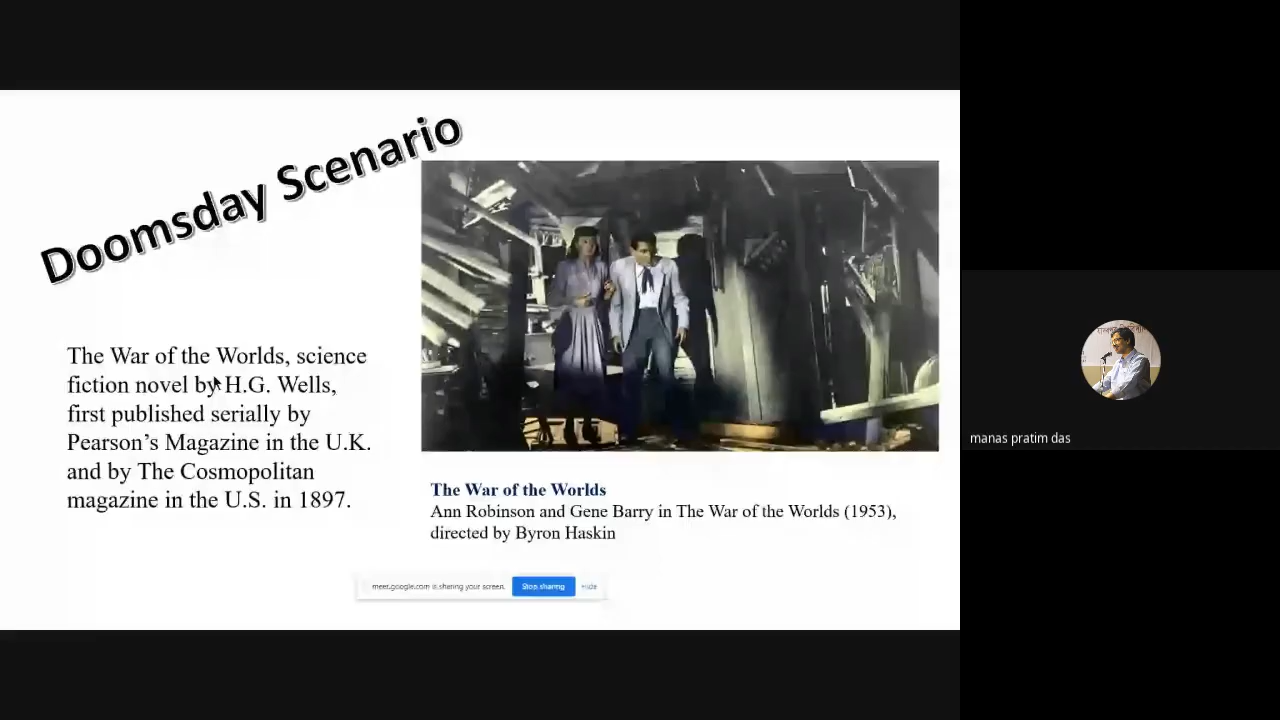 Doomsday Scenario
The War of the Worlds, science
fiction novel by H.G. Wells,
first published serially by
Pearson’s Magazine in the U.K.
and by The Cosmopolitan
magazine in the U.S. in 1897.
The War of the Worlds
Ann Robinson and Gene Barry in The War of the Worlds (1953),
directed by Byron Haskin
meet.google.com is sharing your screen. Stop sharing Hide
manas pratim das